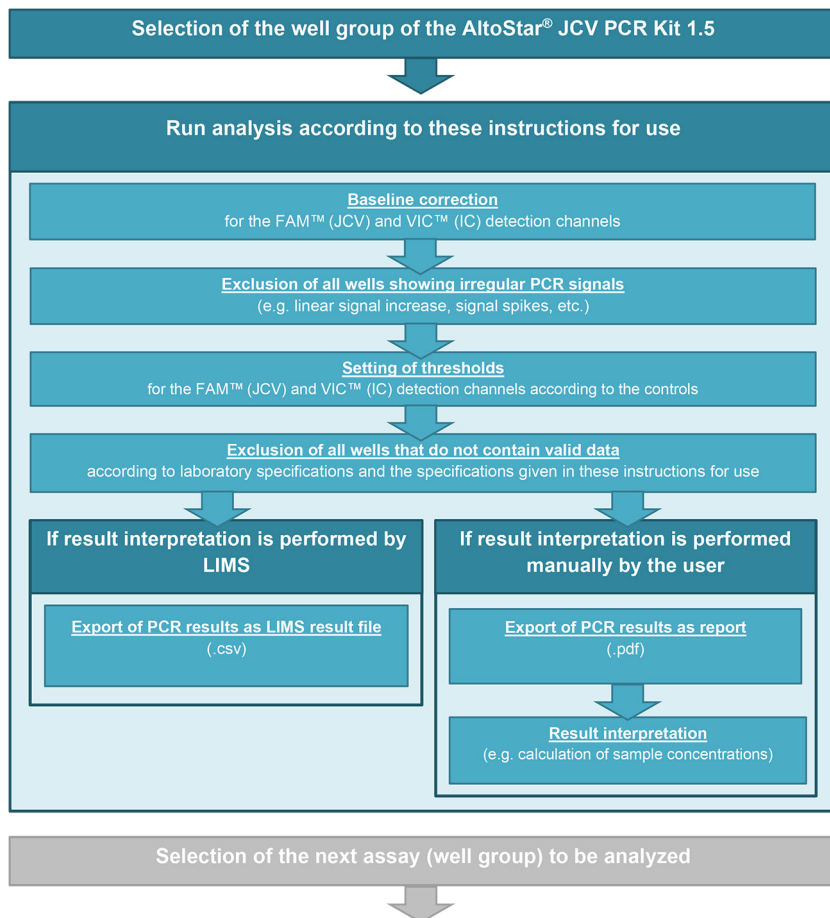 Selection of the well group of the AltoStar® JCV PCR Kit 1.5
Run analysis according to these instructions for use
Baseline correction
for the FAM™ (JCV) and VIC™ (IC) detection channels
Exclusion of all wells showing irregular PCR signals
(e.g. linear signal increase, signal spikes, etc.)
Setting of thresholds
for the FAM™ (JCV) and VIC™ (IC) detection channels according to the controls
Exclusion of all wells that do not contain valid data
according to laboratory specifications and the specifications given in these instructions for use
If result interpretation is performed by
LIMS
Export of PCR results as LIMS result file
(.csv)
If result interpretation is performed
manually by the user
Export of PCR results as report
(.pdf)
Result interpretation
(e.g. calculation of sample concentrations)
Selection of the next assay (well group) to be analyzed